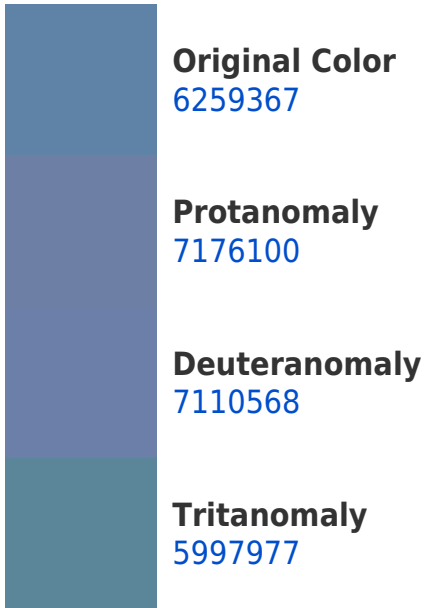 Original Color
6259367
Protanomaly
7176100
Deuteranomaly
7110568
Tritanomaly
5997977